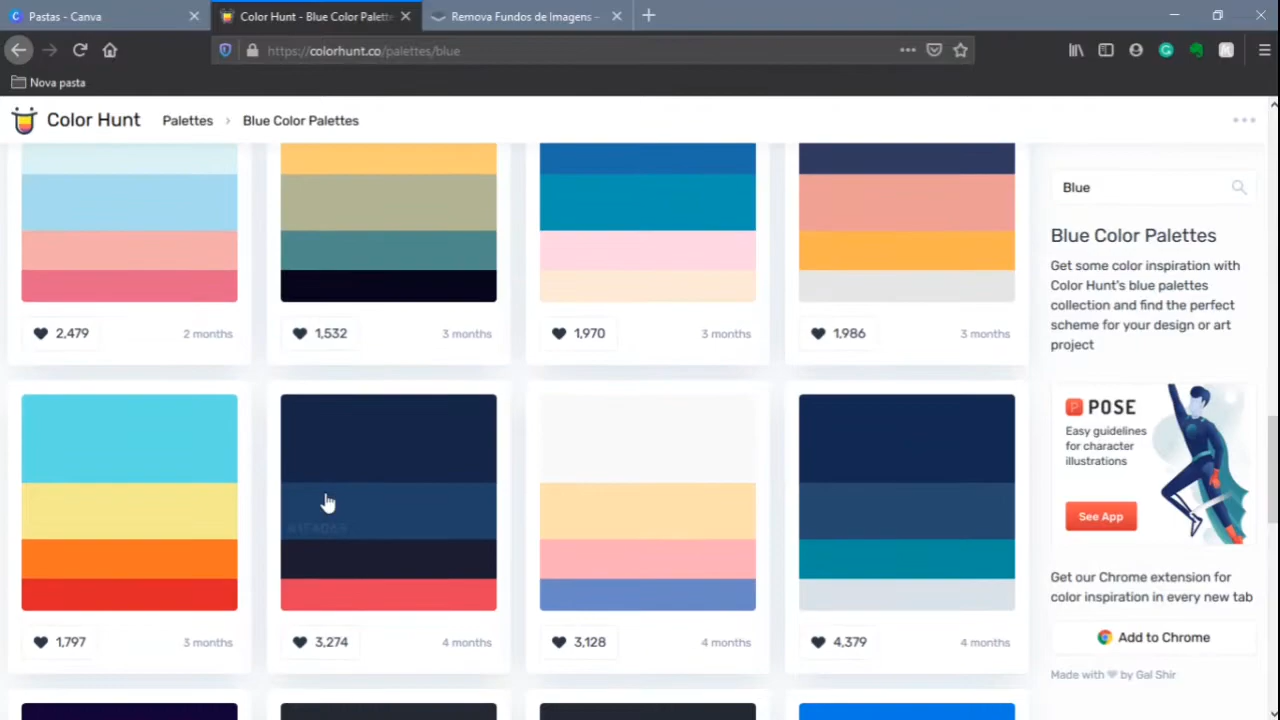 Pastas - Canva
Color Hunt - Blue Color Palette
Remova Fundos de Imagens -
https://colorhunt.co/palettes/blue
Nova pasta
Color Hunt
Palettes > Blue Color Palettes
2,479
2 months
1,532
3 months
1,970
3 months
1,986
3 months
1,797
3 months
3,274
4 months
3,128
4 months
4,379
4 months
Blue
Blue Color Palettes
Get some color inspiration with
Color Hunt's blue palettes
collection and find the perfect
scheme for your design or art
project
POSE
Easy guidelines
for character
illustrations
See App
Get our Chrome extension for
color inspiration in every new tab
Add to Chrome
Made with ♥ by Gal Shir